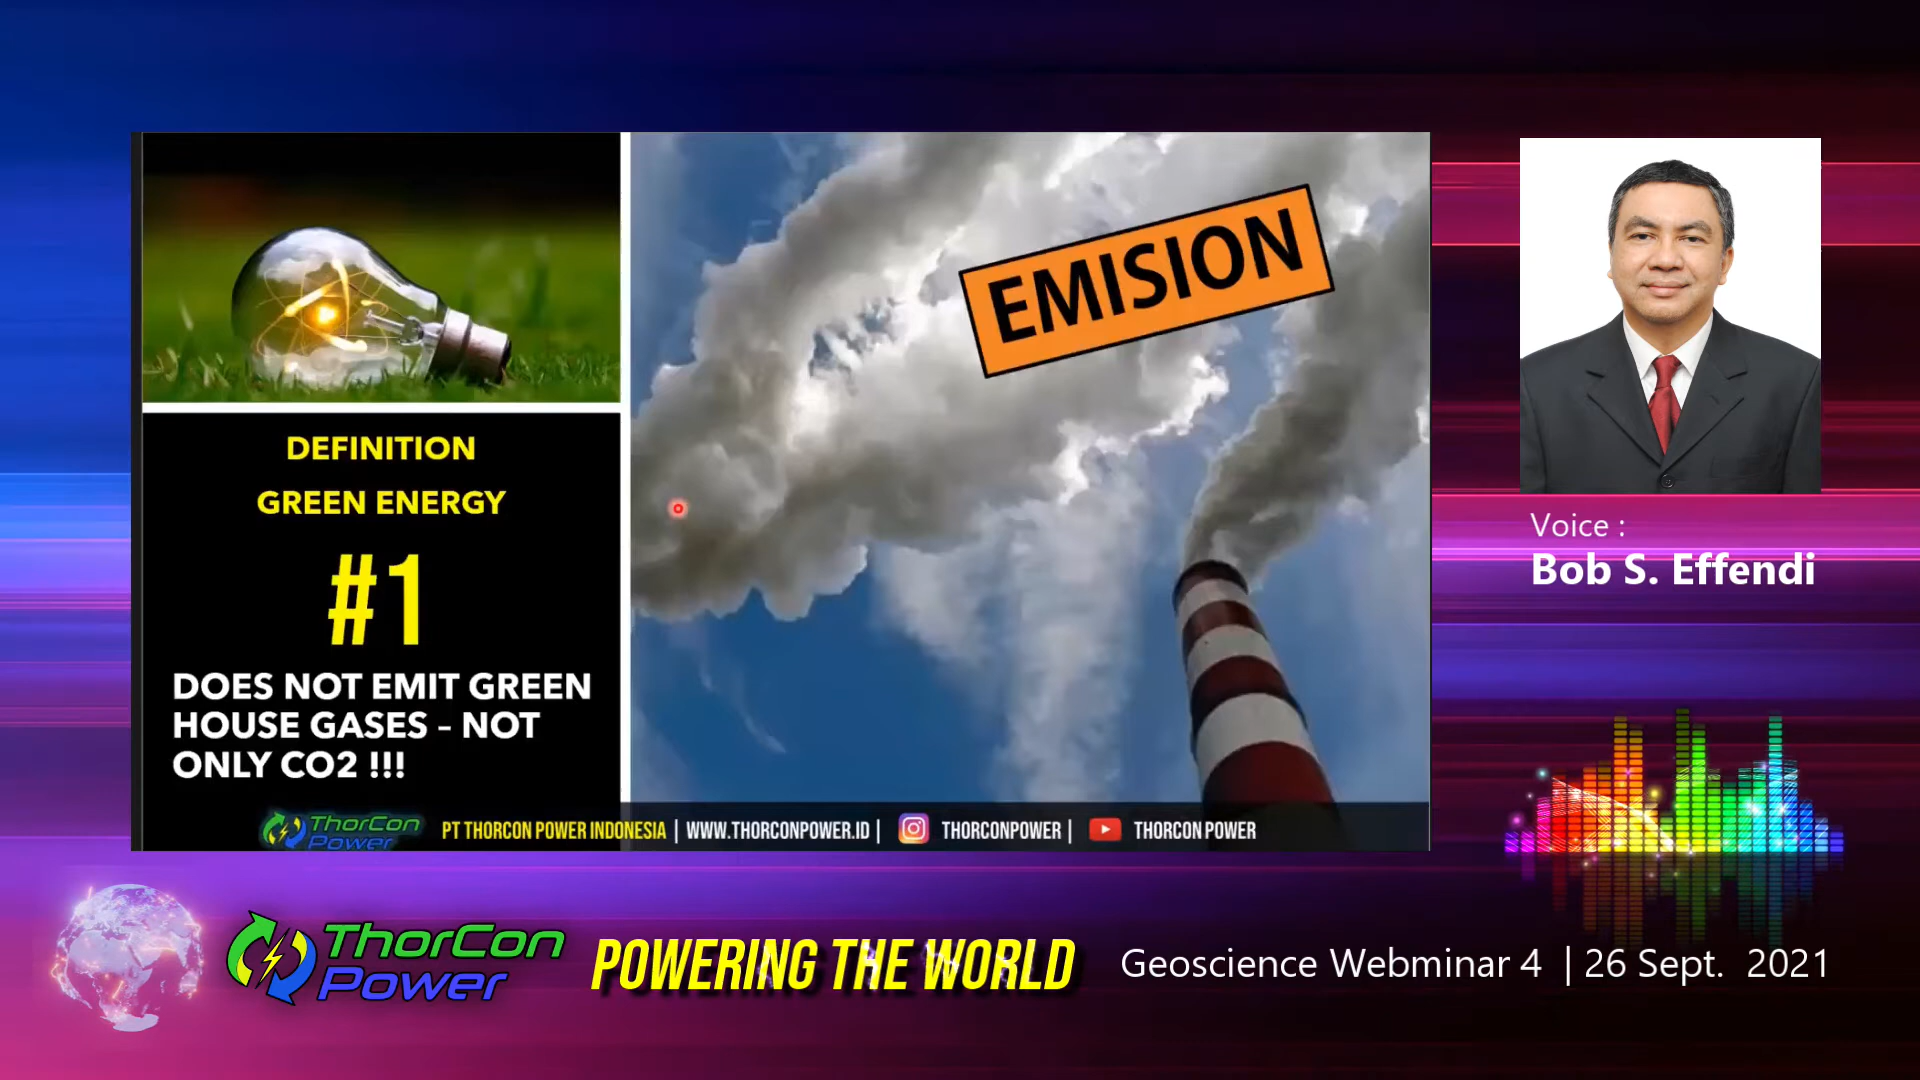 EMISION
DEFINITION
GREEN ENERGY
#1
DOES NOT EMIT GREEN
HOUSE GASES – NOT
ONLY CO2 !!!
ThorCon
Power
PT THORCON POWER INDONESIA | WWW.THORCONPOWER.ID | THORCONPOWER | THORCON POWER
Voice :
Bob S. Effendi
ThorCon
Power
POWERING THE WORLD
Geoscience Webminar 4 | 26 Sept. 2021